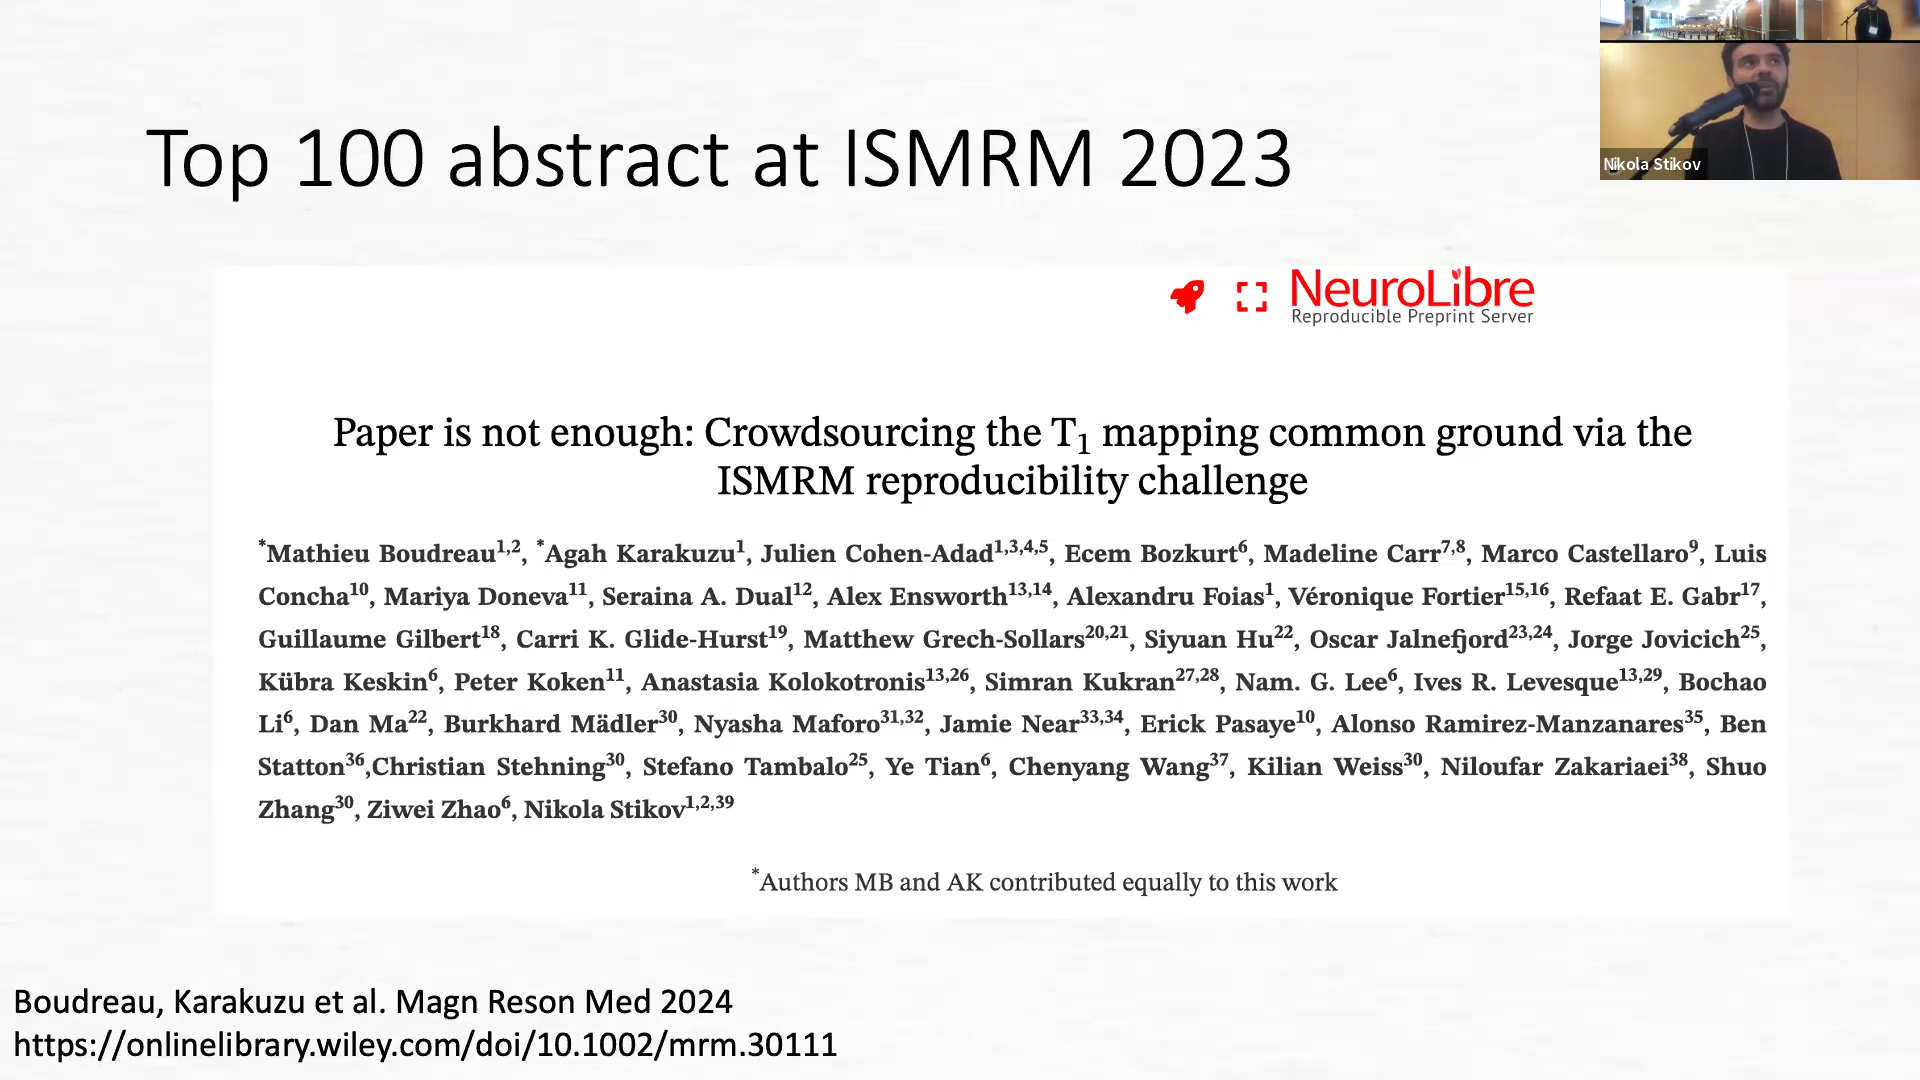 Top 100 abstract at ISMRM 2023
Nikola Stikov
NeuroLibre
Reproducible Preprint Server
Paper is not enough: Crowdsourcing the T₁ mapping common ground via the
ISMRM reproducibility challenge
*Mathieu Boudreau¹,², *Agah Karakuzu¹, Julien Cohen-Adad¹,³,⁴,⁵, Ecem Bozkurt⁶, Madeline Carr⁷,⁸, Marco Castellaro⁹, Luis
Concha¹⁰, Mariya Doneva¹¹, Seraina A. Dual¹², Alex Ensworth¹³,¹⁴, Alexandru Foias¹, Véronique Fortier¹⁵,¹⁶, Refaat E. Gabr¹⁷,
Guillaume Gilbert¹⁸, Carri K. Glide-Hurst¹⁹, Matthew Grech-Sollars²⁰,²¹, Siyuan Hu²², Oscar Jalnefjord²³,²⁴, Jorge Jovicich²⁵,
Kübra Keskin⁶, Peter Koken¹¹, Anastasia Kolokotronis¹³,²⁶, Simran Kukran²⁷,²⁸, Nam. G. Lee⁶, Ives R. Levesque¹³,²⁹, Bochao
Li⁶, Dan Ma²², Burkhard Mädler³⁰, Nyasha Maforo³¹,³², Jamie Near³³,³⁴, Erick Pasaye¹⁰, Alonso Ramirez-Manzanares³⁵, Ben
Statton³⁶,Christian Stehning³⁰, Stefano Tambalo²⁵, Ye Tian⁶, Chenyang Wang³⁷, Kilian Weiss³⁰, Niloufar Zakariaei³⁸, Shuo
Zhang³⁰, Ziwei Zhao⁶, Nikola Stikov¹,²,³⁹
*Authors MB and AK contributed equally to this work
Boudreau, Karakuzu et al. Magn Reson Med 2024
https://onlinelibrary.wiley.com/doi/10.1002/mrm.30111